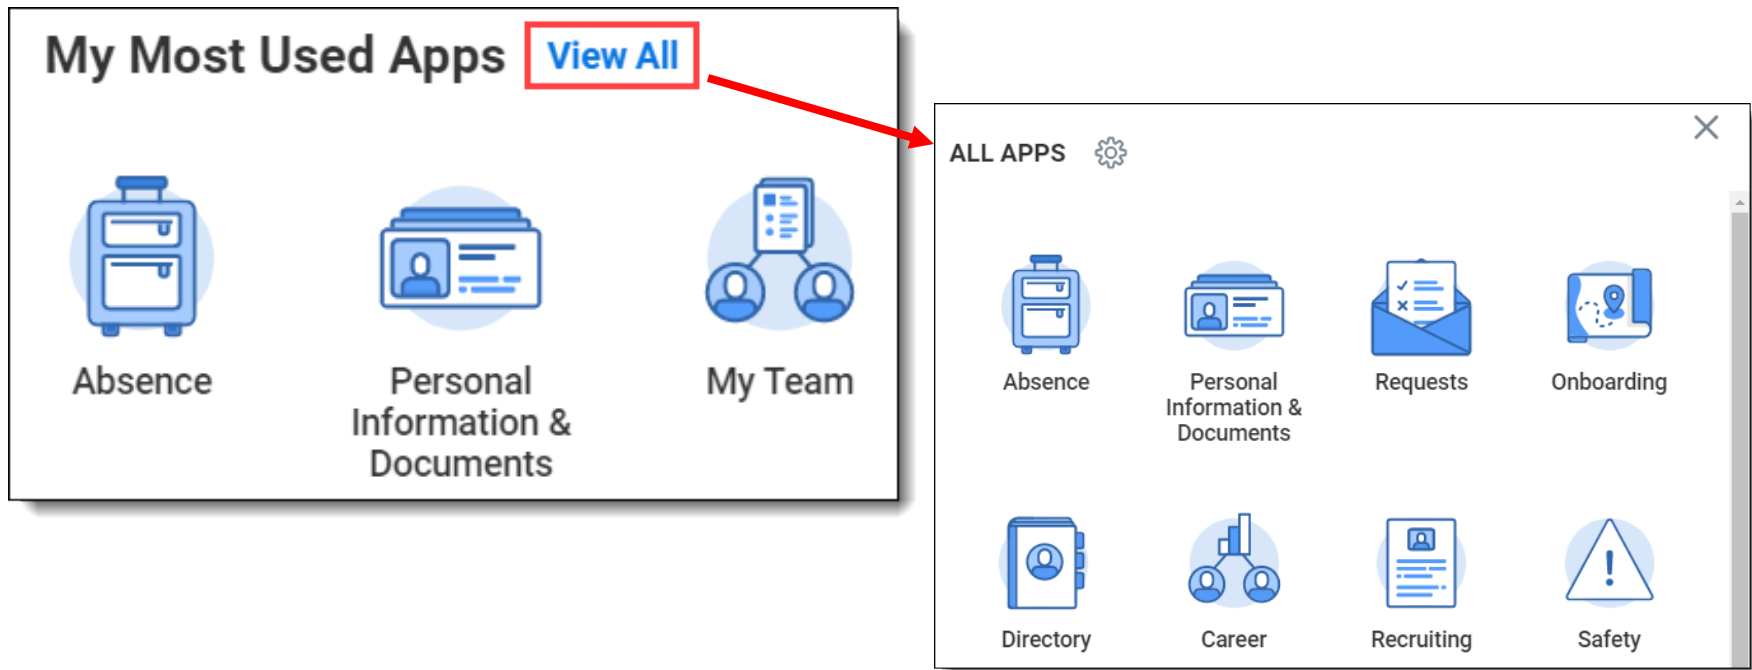 My Most Used Apps View All
Absence
Personal
Information &
Documents
My Team
ALL APPS
Absence
Personal
Information &
Documents
Requests
Onboarding
Directory
Career
Recruiting
Safety